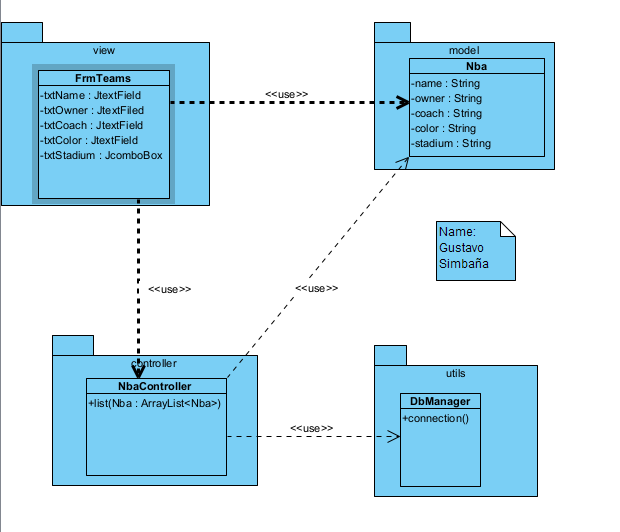 view
FrmTeams
-txtName : JtextField
-txtOwner : JtextFiled
-txtCoach : JtextField
-txtColor : JtextField
-txtStadium : JcomboBox
<<use>>
model
Nba
-name : String
-owner : String
-coach : String
-color : String
-stadium : String
Name:
Gustavo
Simbaña
<<use>>
<<use>>
controller
NbaController
+list(Nba : ArrayList<Nba>)
<<use>>
utils
DbManager
+connection()